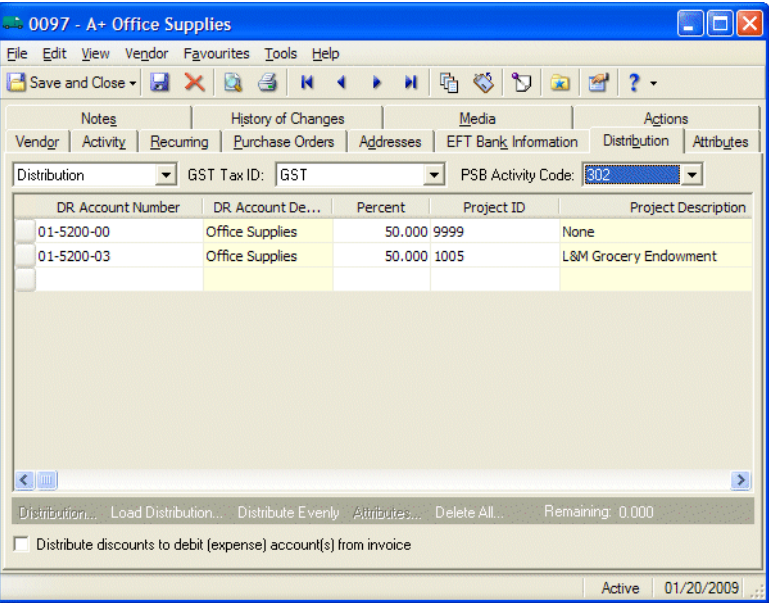 0097 - A+ Office Supplies
File Edit View Vendor Favourites Tools Help
Save and Close ?
Notes History of Changes Media Actions
Vendor Activity Recurring Purchase Orders Addresses EFT Bank Information Distribution Attributes
Distribution GST Tax ID: GST PSB Activity Code: 302
DR Account Number DR Account De... Percent Project ID Project Description
01-5200-00 Office Supplies 50.000 9999 None
01-5200-03 Office Supplies 50.000 1005 L&M Grocery Endowment
Distribution... Load Distribution... Distribute Evenly Attributes... Delete All... Remaining: 0.000
Distribute discounts to debit (expense) account(s) from invoice
Active 01/20/2009